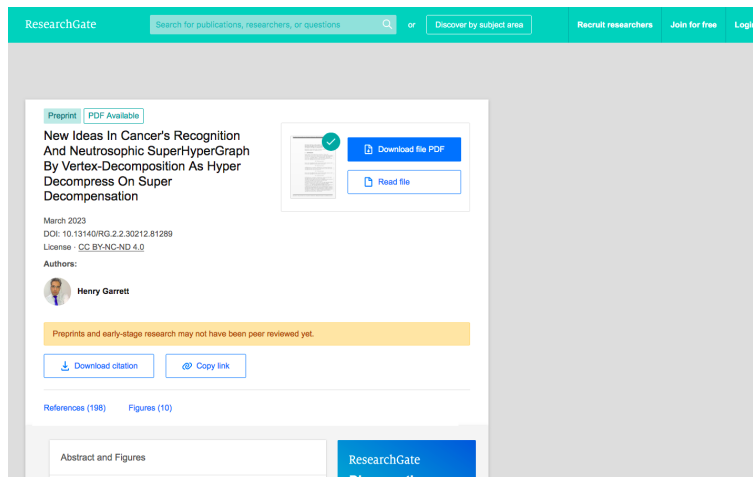 ResearchGate
Search for publications, researchers, or questions
or
Discover by subject area
Recruit researchers
Join for free
Login
Preprint
PDF Available
New Ideas In Cancer's Recognition
And Neutrosophic SuperHyperGraph
By Vertex-Decomposition As Hyper
Decompress On Super
Decompensation
Download file PDF
Read file
March 2023
DOI: 10.13140/RG.2.2.30212.81289
License · CC BY-NC-ND 4.0
Authors:
Henry Garrett
Preprints and early-stage research may not have been peer reviewed yet.
Download citation
Copy link
References (198)
Figures (10)
Abstract and Figures
ResearchGate